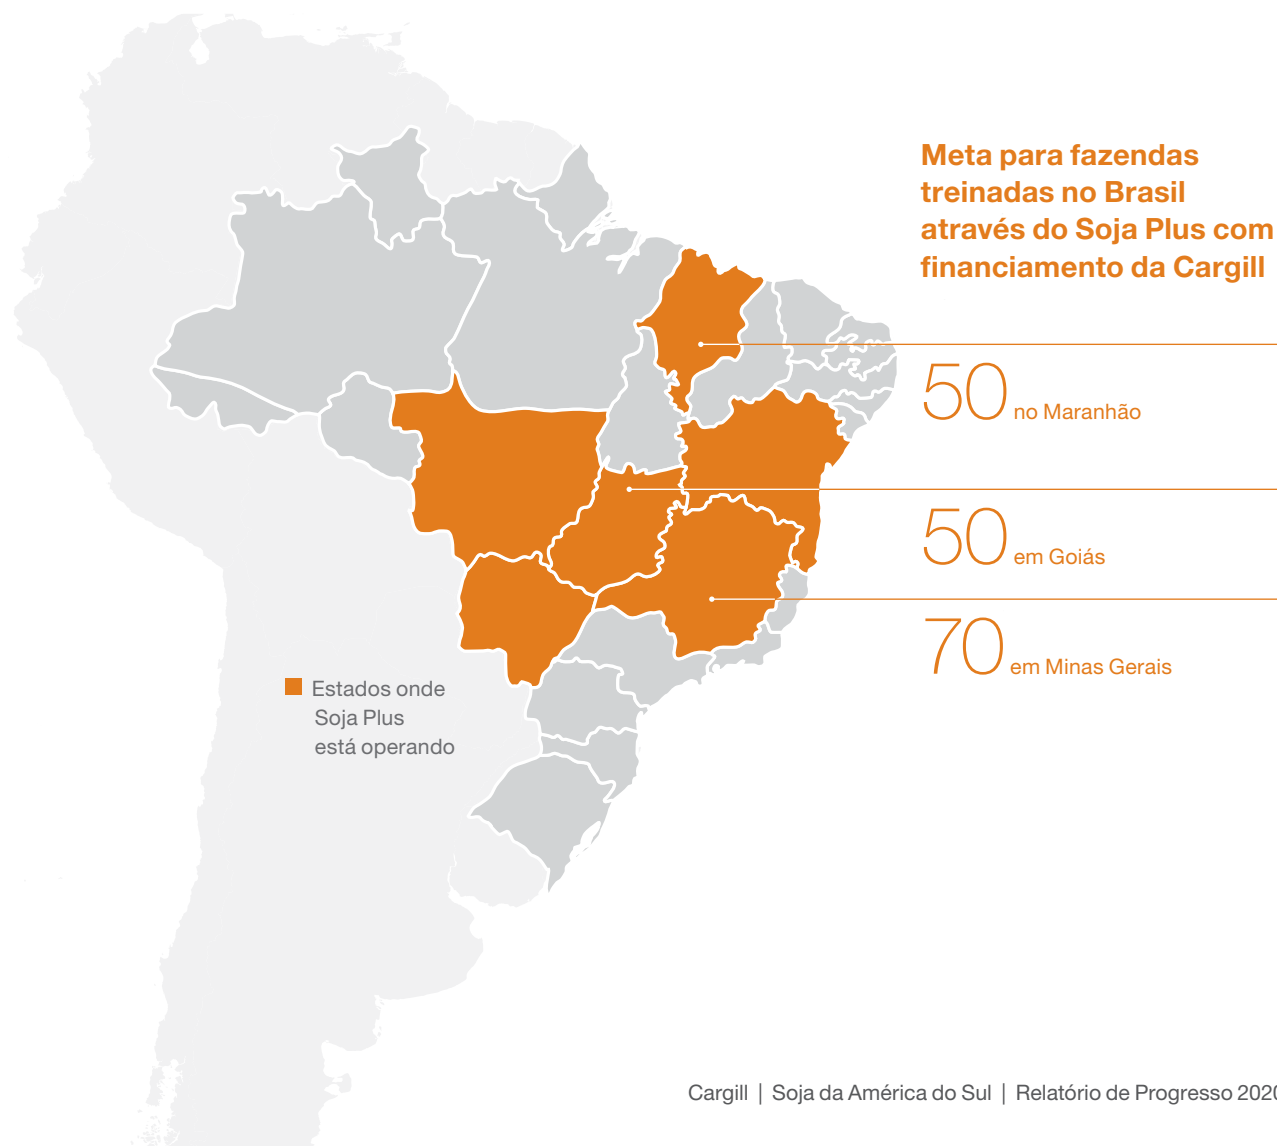 Meta para fazendas
treinadas no Brasil
através do Soja Plus com
financiamento da Cargill
50 no Maranhão
50 em Goiás
70 em Minas Gerais
Estados onde
Soja Plus
está operando
Cargill | Soja da América do Sul | Relatório de Progresso 2020